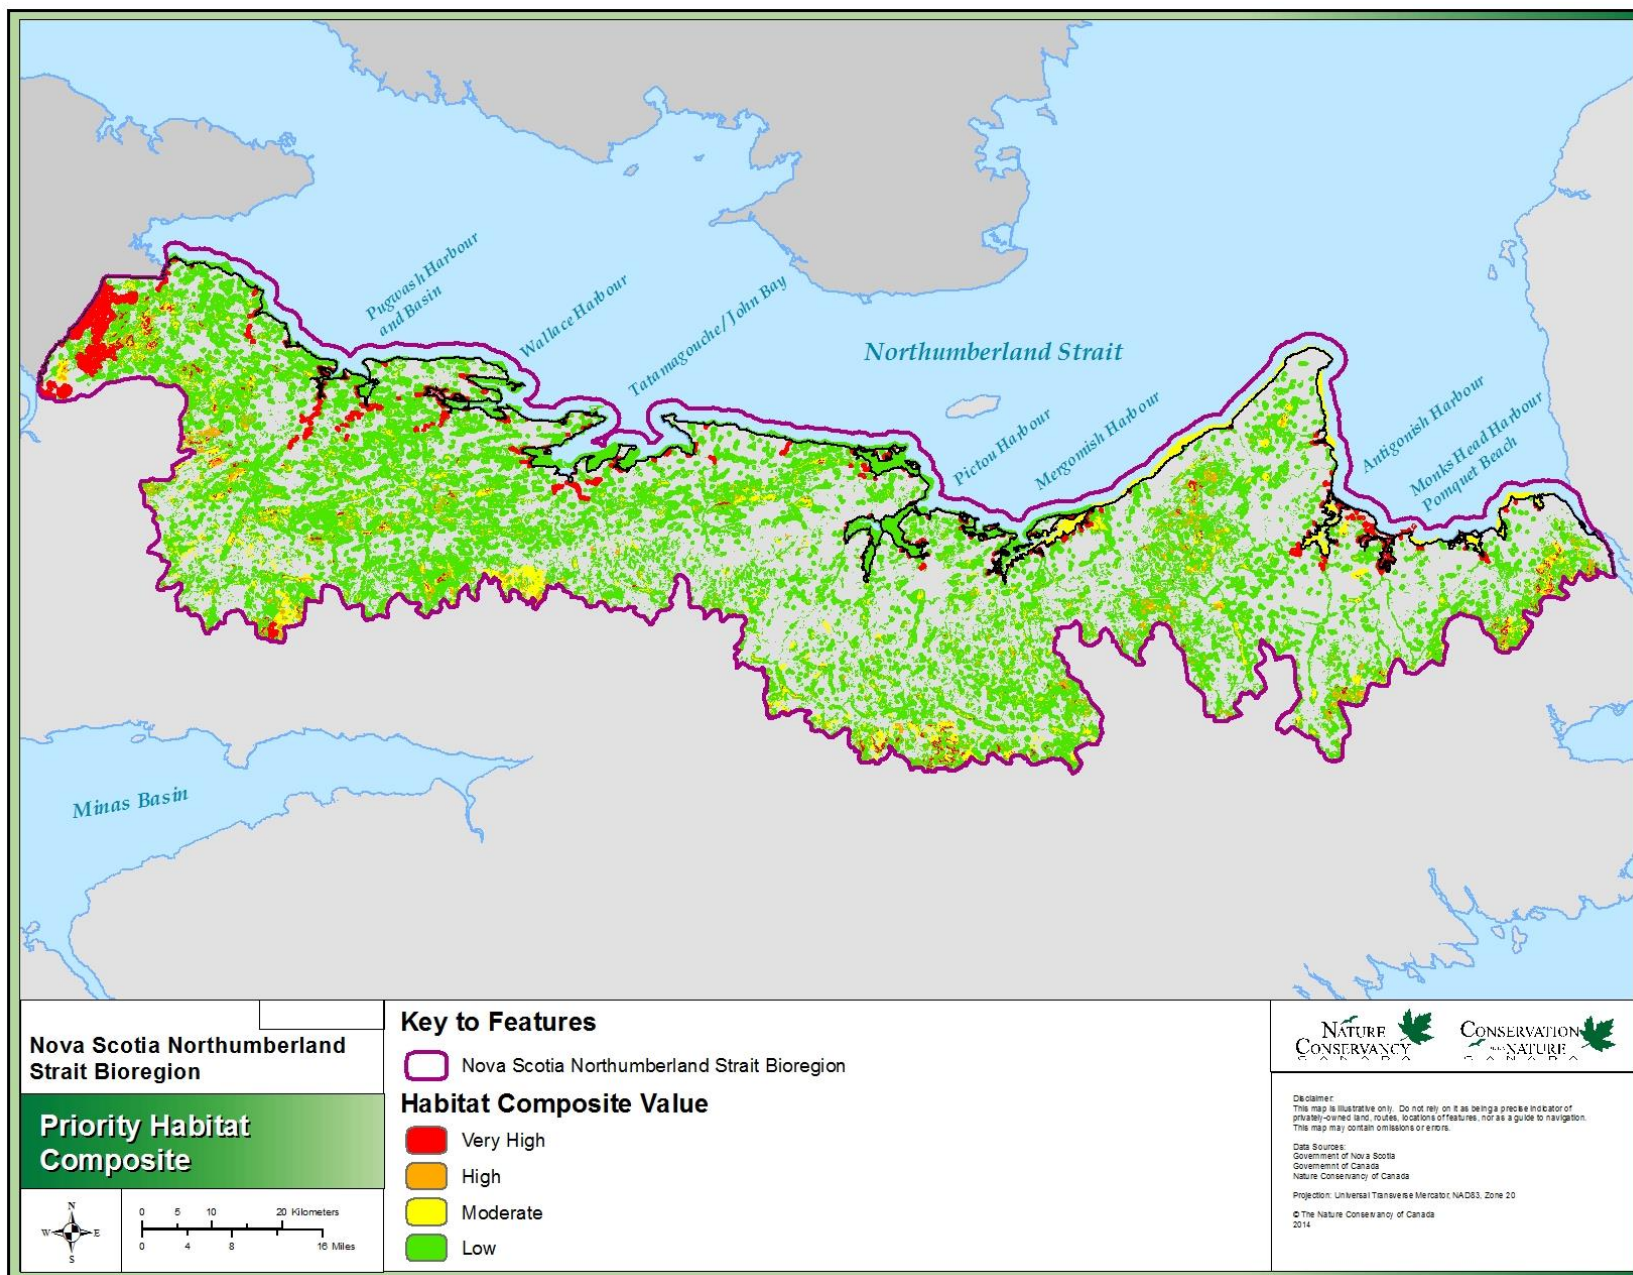 Pugwash Harbour
and Basin
Wallace Harbour
Tatamagouche/John Bay
Northumberland Strait
Pictou Harbour
Mergomish Harbour
Antigonish Harbour
Monks Head Harbour
Pomquet Beach
Minas Basin
Nova Scotia Northumberland
Strait Bioregion
Priority Habitat
Composite
N
W
E
S
0 5 10 20 Kilometers
0 4 8 16 Miles
Key to Features
Nova Scotia Northumberland Strait Bioregion
Habitat Composite Value
Very High
High
Moderate
Low
NATURE
CONSERVANCY
CONSERVATION
NATURE
Disclaimer:
This map is illustrative only. Do not rely on it as being a precise indicator of
privately-owned land, routes, locations of features, nor as a guide to navigation.
This map may contain omissions or errors.
Data Sources:
Government of Nova Scotia
Governemnt of Canada
Nature Conservancy of Canada
Projection: Universal Transverse Mercator, NAD83, Zone 20
© The Nature Conservancy of Canada
2014